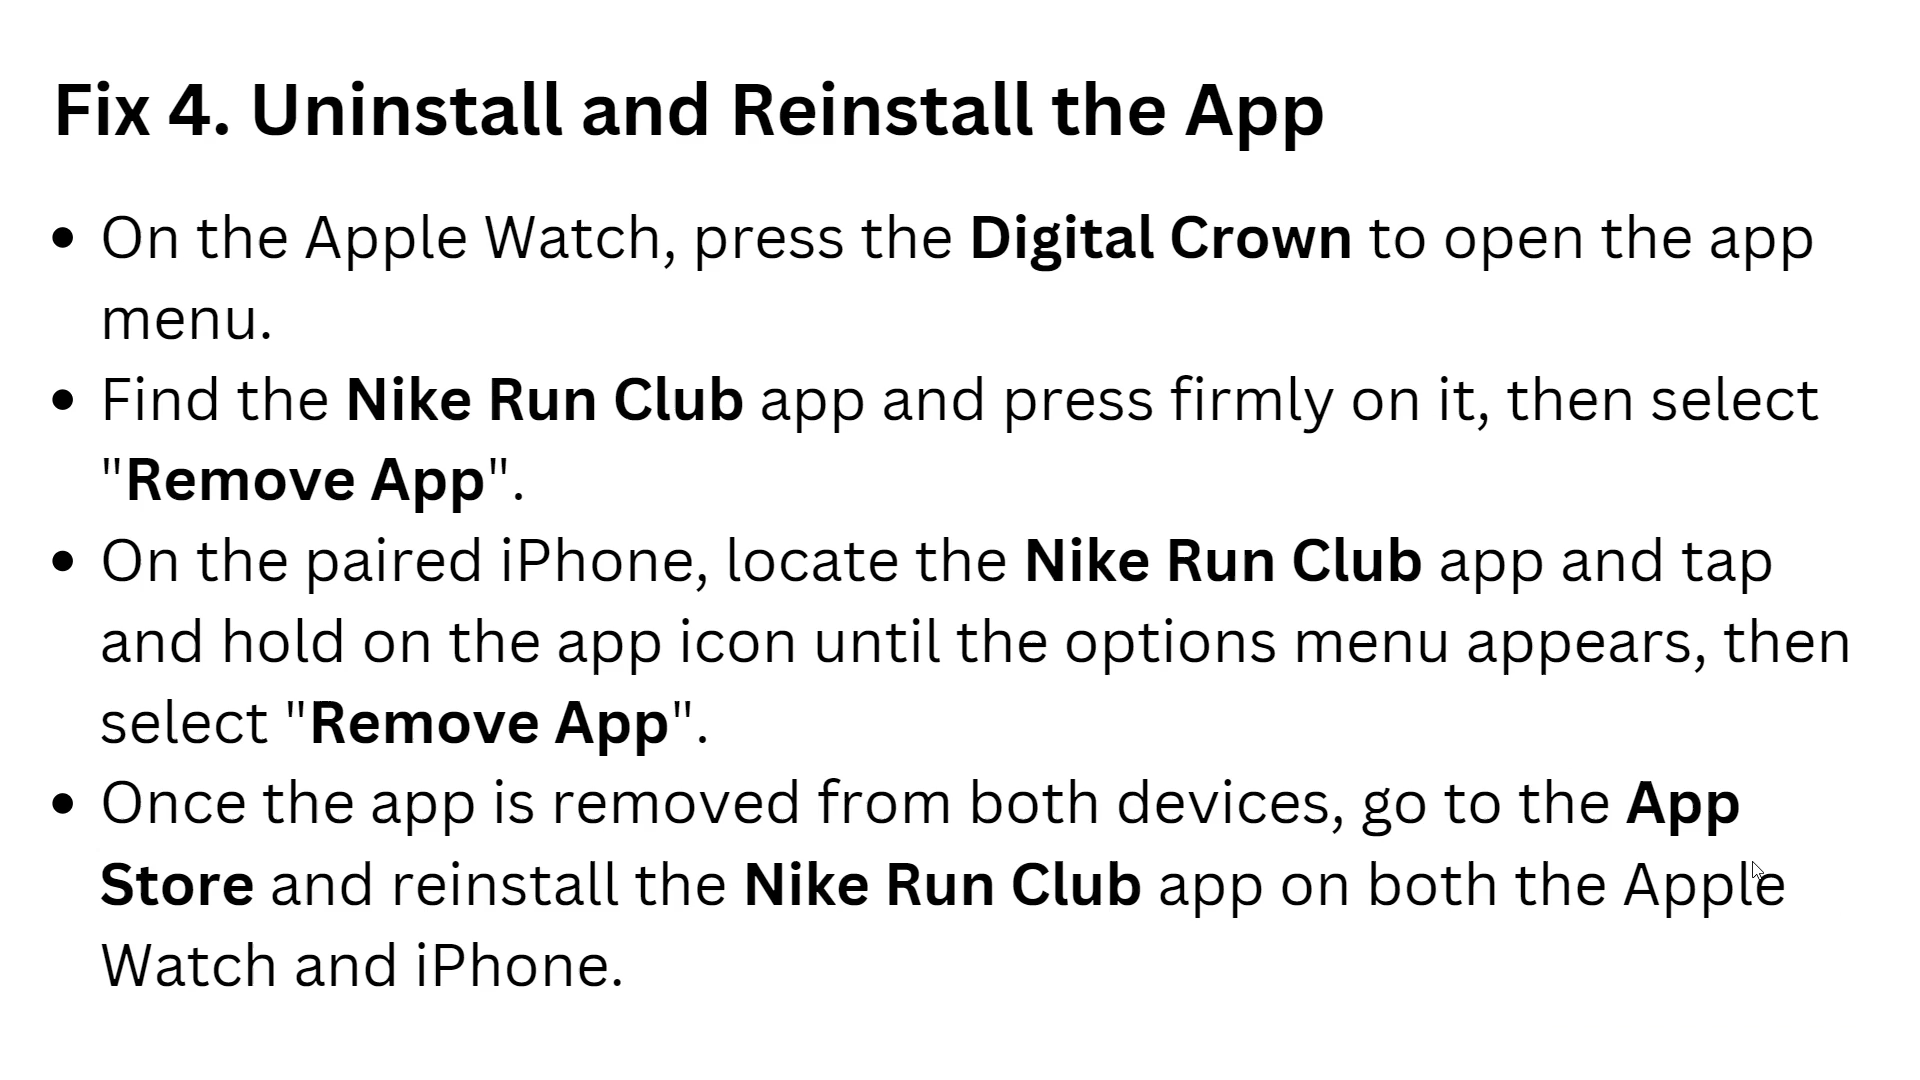 Fix 4. Uninstall and Reinstall the App
• On the Apple Watch, press the Digital Crown to open the app
menu.
• Find the Nike Run Club app and press firmly on it, then select
"Remove App".
• On the paired iPhone, locate the Nike Run Club app and tap
and hold on the app icon until the options menu appears, then
select "Remove App".
• Once the app is removed from both devices, go to the App
Store and reinstall the Nike Run Club app on both the Apple
Watch and iPhone.